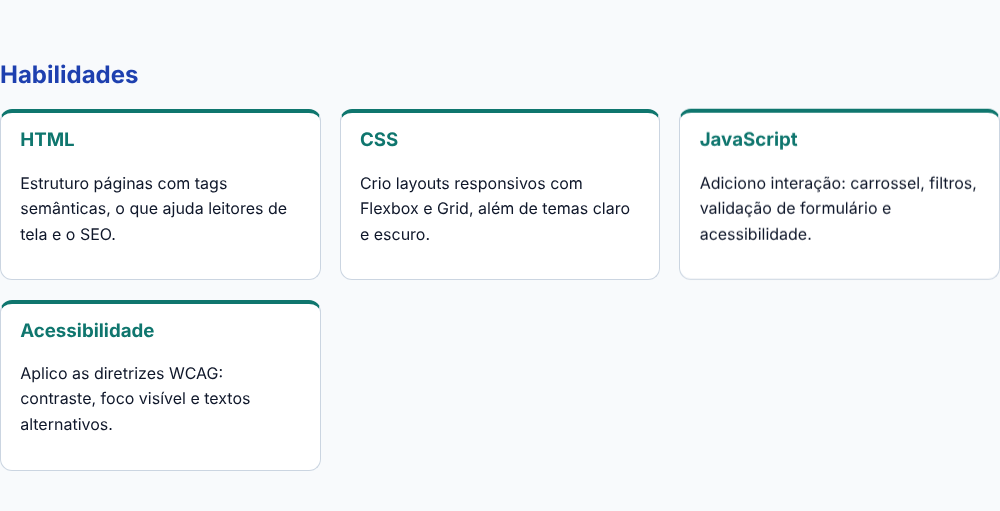 Habilidades
HTML
Estruturo páginas com tags
semânticas, o que ajuda leitores de
tela e o SEO.
CSS
Crio layouts responsivos com
Flexbox e Grid, além de temas claro
e escuro.
JavaScript
Adiciono interação: carrossel, filtros,
validação de formulário e
acessibilidade.
Acessibilidade
Aplico as diretrizes WCAG:
contraste, foco visível e textos
alternativos.